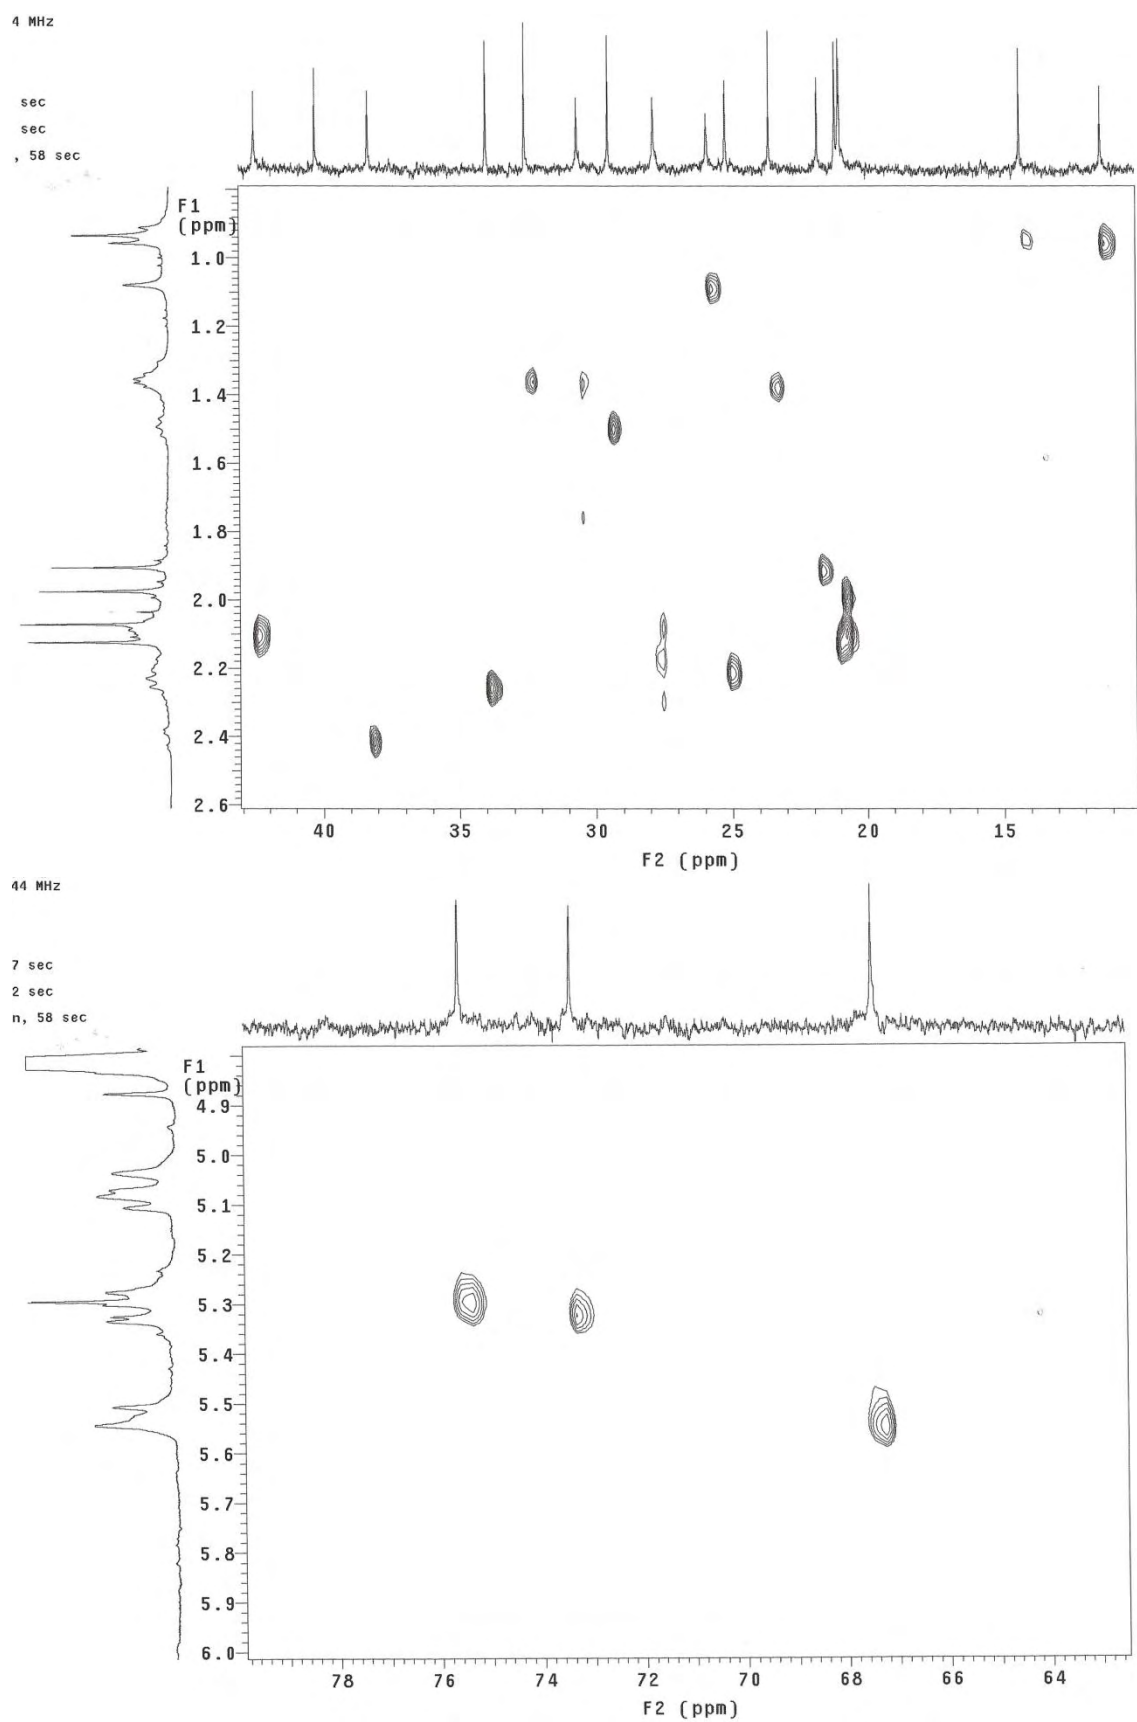 4 MHz
sec
sec
, 58 sec
F1
(ppm)
1.0
1.2
1.4
1.6
1.8
2.0
2.2
2.4
2.6
40 35 30 25 20 15
F2 (ppm)
44 MHz
7 sec
2 sec
n, 58 sec
F1
(ppm)
4.9
5.0
5.1
5.2
5.3
5.4
5.5
5.6
5.7
5.8
5.9
6.0
78 76 74 72 70 68 66 64
F2 (ppm)